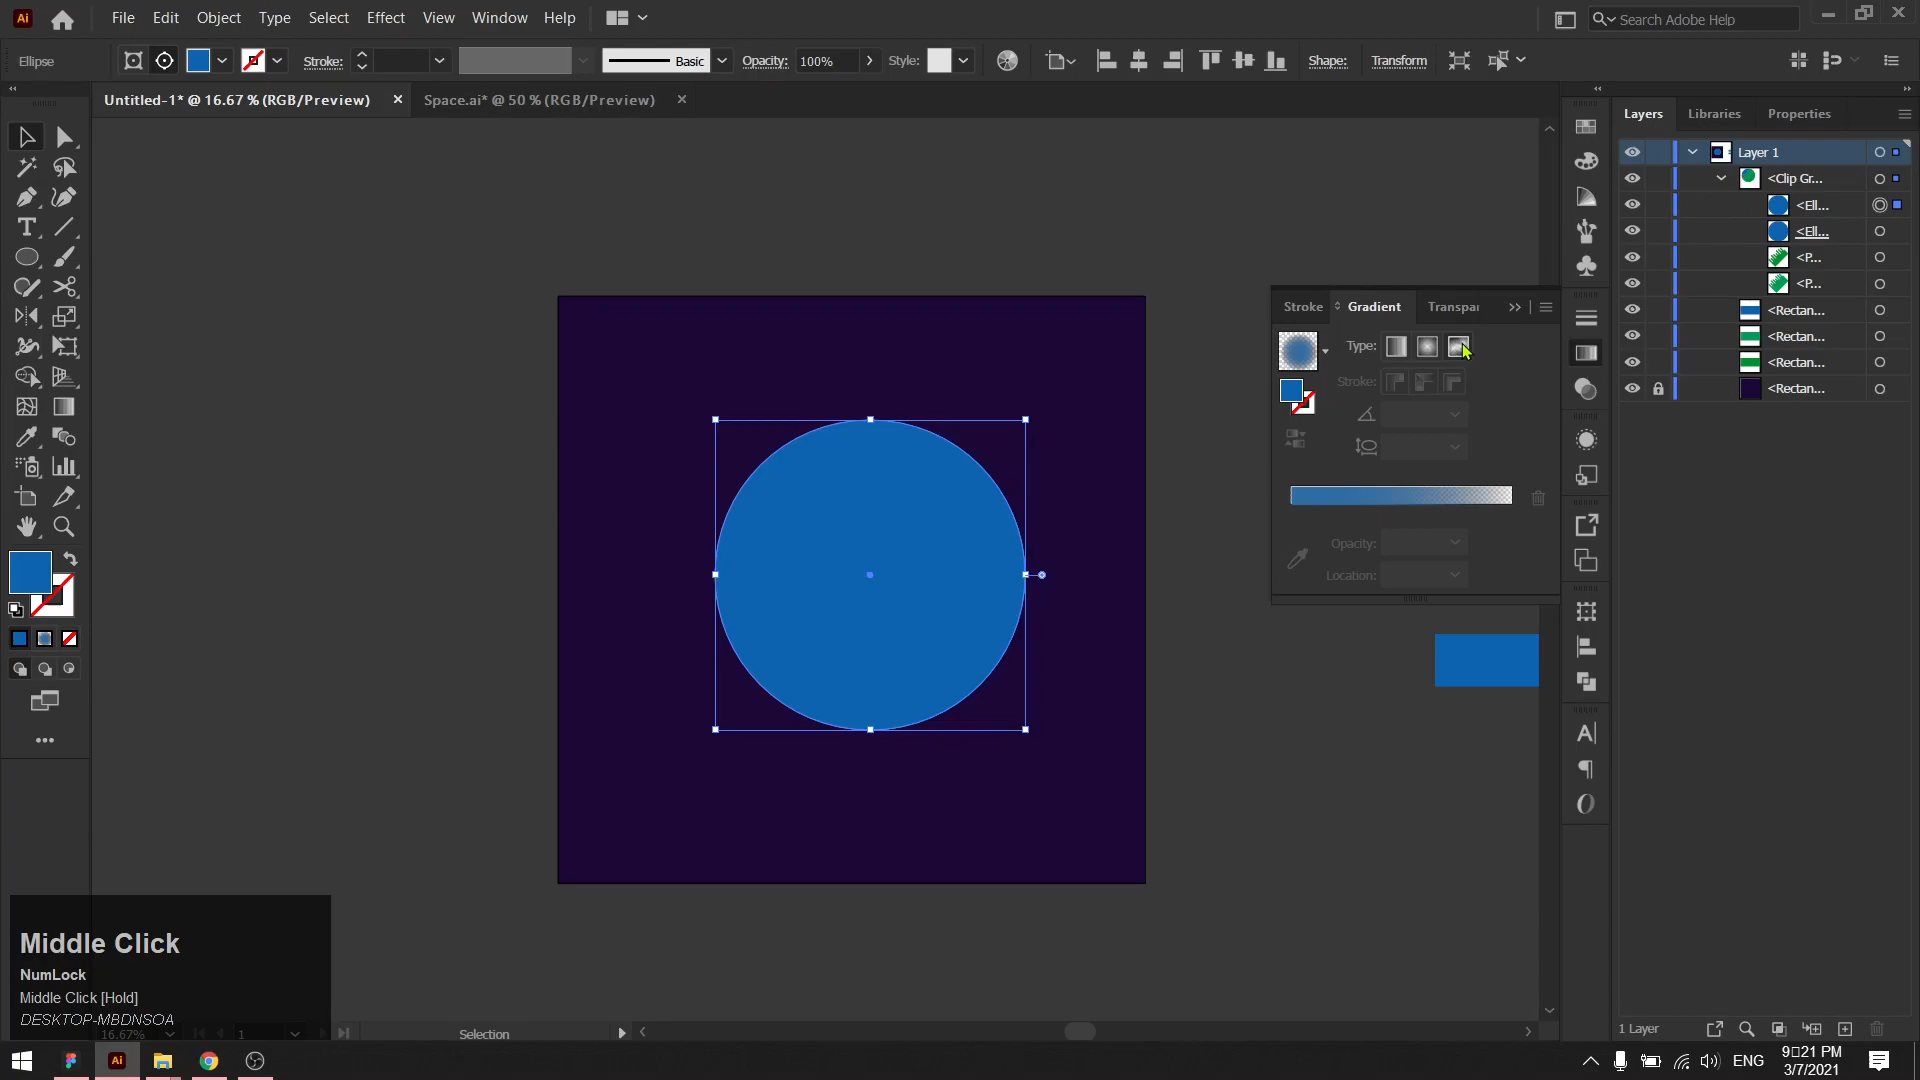 Ai
File Edit Object Type Select Effect View Window Help
Search Adobe Help
Ellipse
Stroke:
Basic
Opacity: 100%
Style:
Shape:
Transform
Untitled-1* @ 16.67 % (RGB/Preview)
Space.ai* @ 50 % (RGB/Preview)
Layers
Libraries
Properties
Layer 1
<Clip Gr...
<Ell...
<Ell...
<P...
<P...
<Rectan...
<Rectan...
<Rectan...
<Rectan...
Stroke
Gradient
Transpa
Type:
Stroke:
Opacity:
Location:
Middle Click
NumLock
Middle Click [Hold]
DESKTOP-MBDNSOA
16.67%
1
Selection
1 Layer
Ai
ENG
9:21 PM
3/7/2021